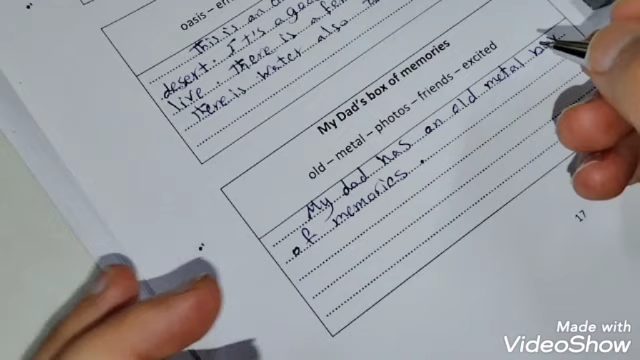 oasis –
This is an
desert. It is a good
live. There is a
there is water also
My Dad's box of memories
old – metal – photos – friends – excited
My dad has an old metal box
of memories.
17
Made with
VideoShow